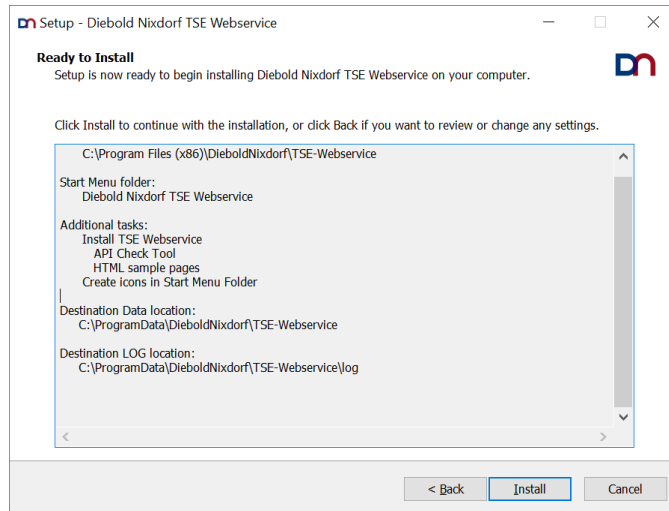 DN Setup - Diebold Nixdorf TSE Webservice
Ready to Install
Setup is now ready to begin installing Diebold Nixdorf TSE Webservice on your computer.
DN
Click Install to continue with the installation, or click Back if you want to review or change any settings.
C:\Program Files (x86)\DieboldNixdorf\TSE-Webservice
Start Menu folder:
Diebold Nixdorf TSE Webservice
Additional tasks:
Install TSE Webservice
API Check Tool
HTML sample pages
Create icons in Start Menu Folder
Destination Data location:
C:\ProgramData\DieboldNixdorf\TSE-Webservice
Destination LOG location:
C:\ProgramData\DieboldNixdorf\TSE-Webservice\log
< Back Install Cancel